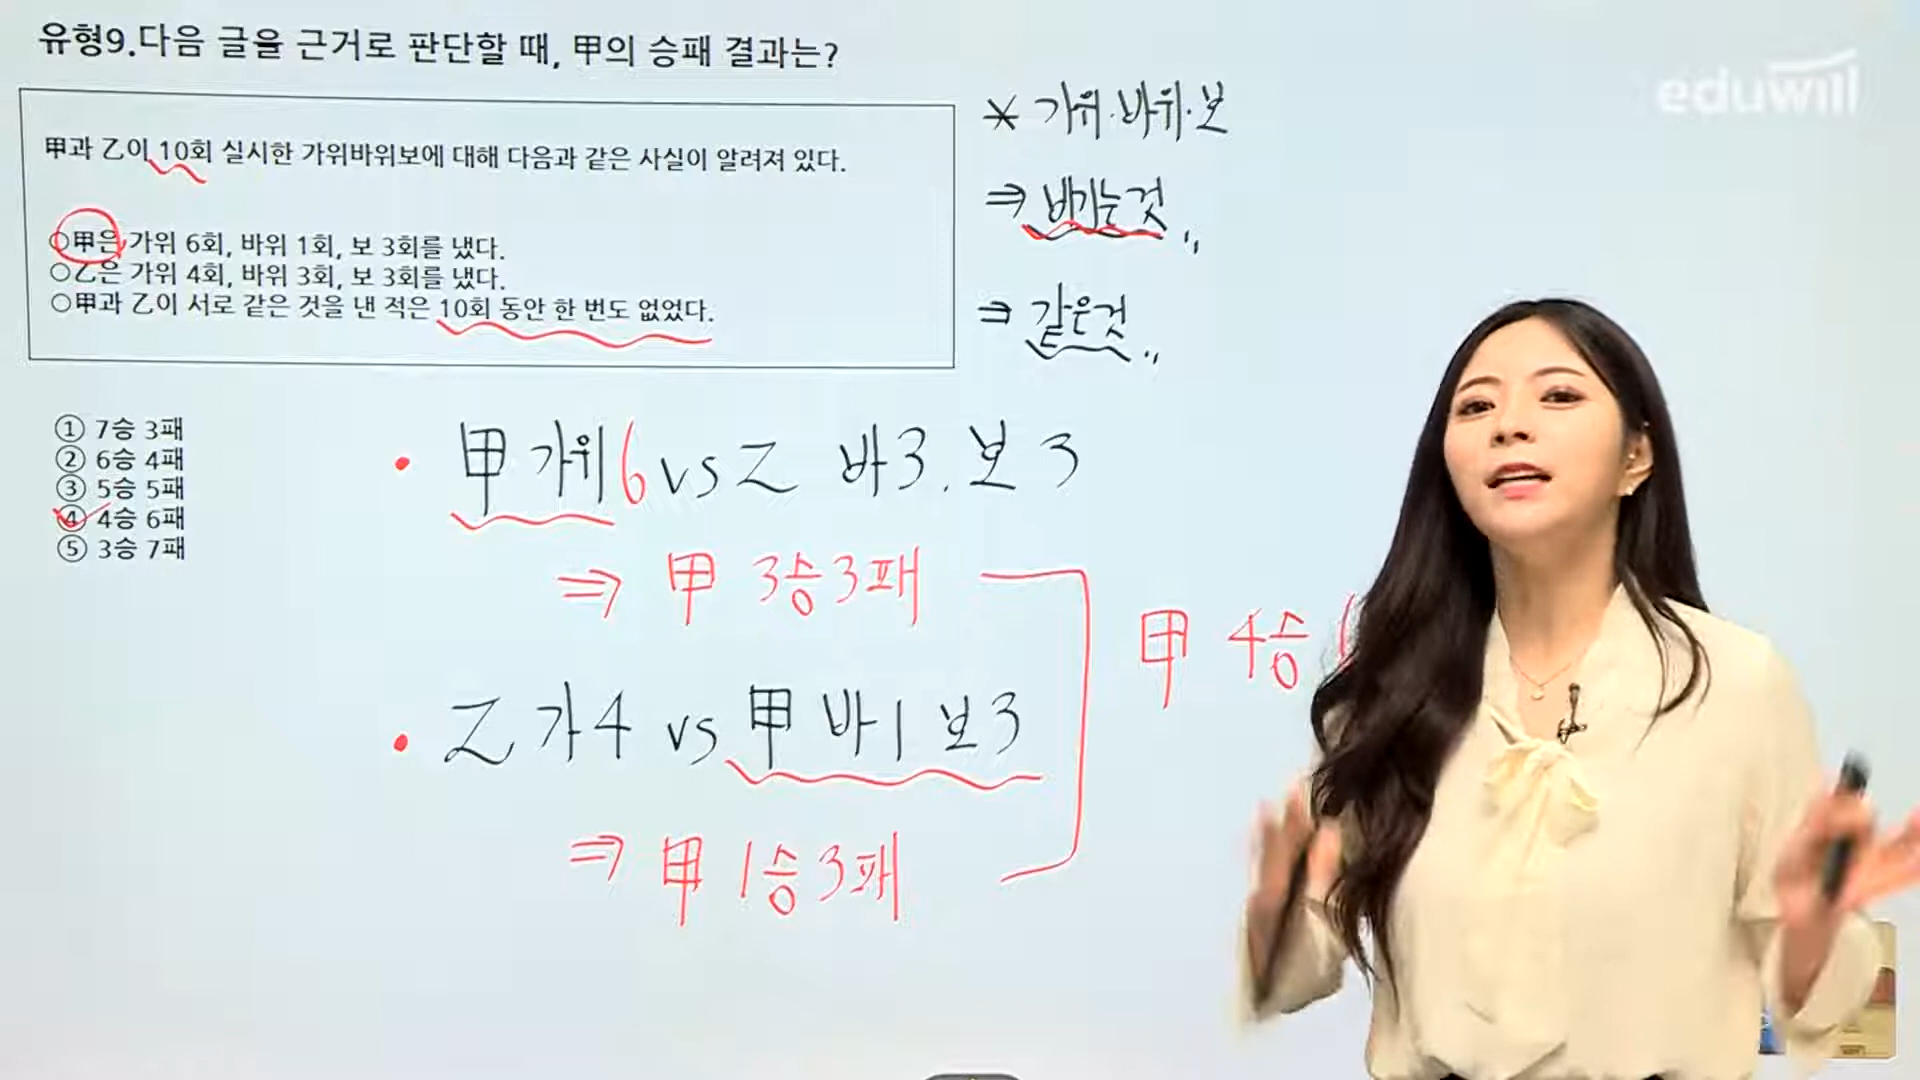 유형9.다음 글을 근거로 판단할 때, 甲의 승패 결과는?
eduwill
甲과 乙이 10회 실시한 가위바위보에 대해 다음과 같은 사실이 알려져 있다.
○甲은 가위 6회, 바위 1회, 보 3회를 냈다.
○乙은 가위 4회, 바위 3회, 보 3회를 냈다.
○甲과 乙이 서로 같은 것을 낸 적은 10회 동안 한 번도 없었다.
① 7승 3패
② 6승 4패
③ 5승 5패
④ 4승 6패
⑤ 3승 7패
* 가위·바위·보
⇒ 비기는것
⇒ 같은것
• 甲 가위6 vs 乙 바3. 보3
⇒ 甲 3승3패
• 乙 가4 vs 甲 바1 보3
⇒ 甲 1승3패
甲 4승